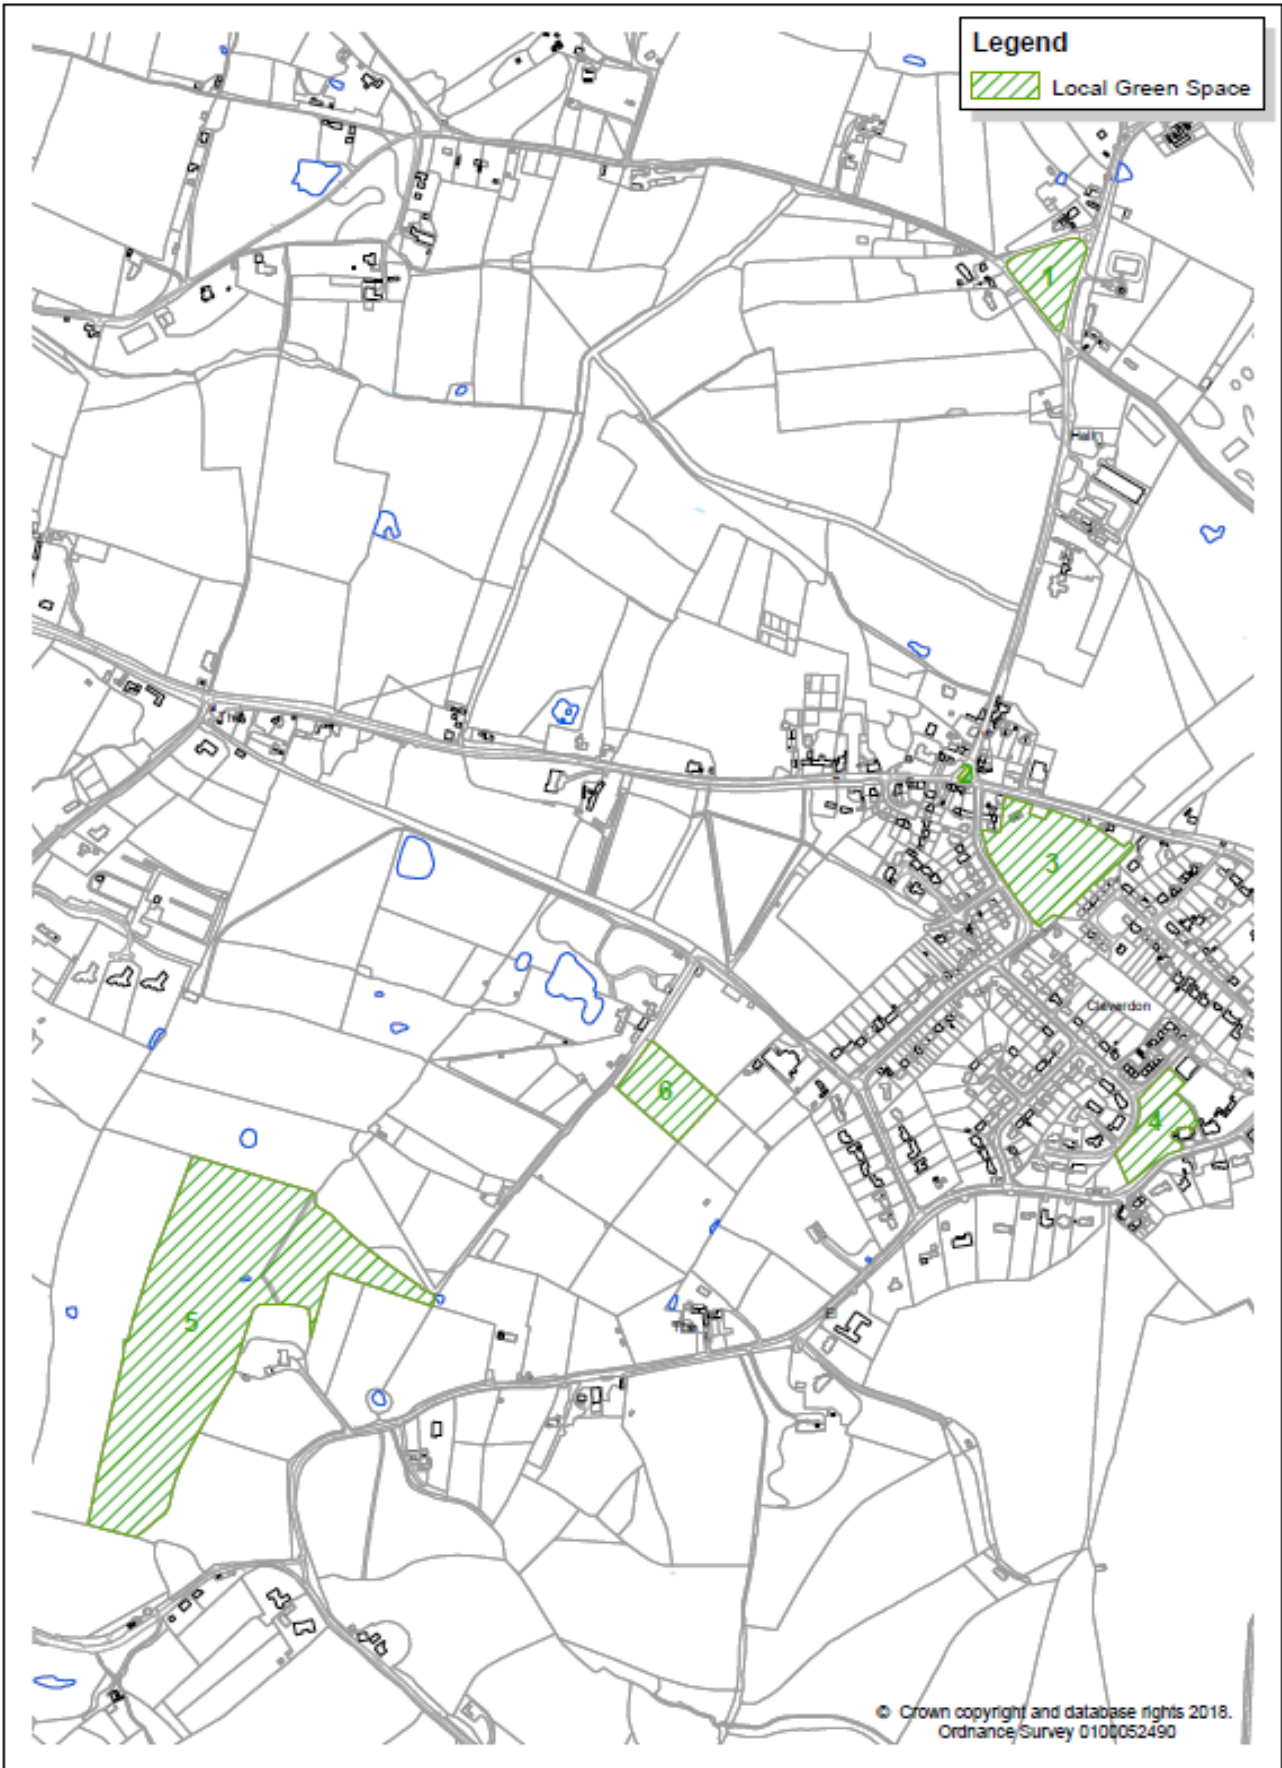 Legend
Local Green Space
1
Hall
2
3
Claverdon
6
4
5
© Crown copyright and database rights 2018.
Ordnance Survey 0100052490